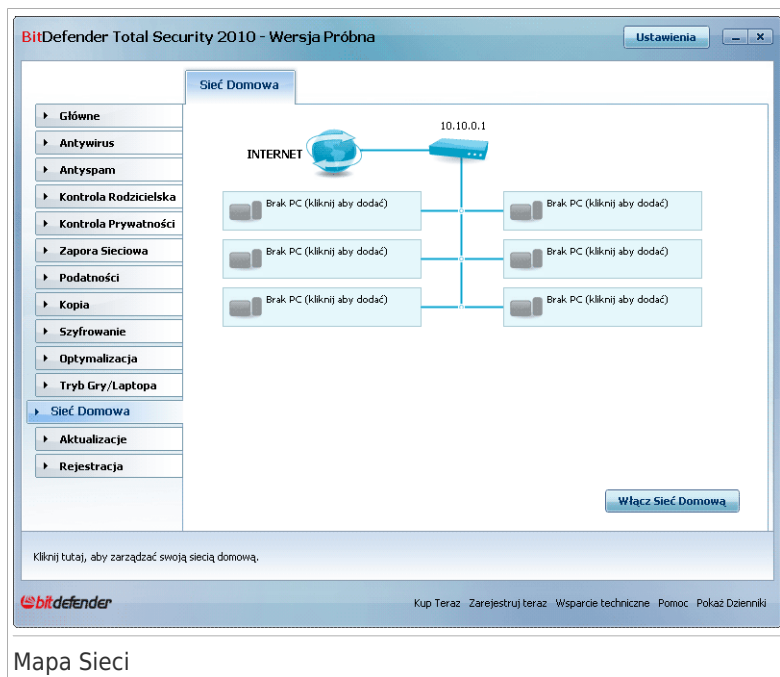 BitDefender Total Security 2010 - Wersja Próbna
Ustawienia
Sieć Domowa
Główne
Antywirus
Antyspam
Kontrola Rodzicielska
Kontrola Prywatności
Zapora Sieciowa
Podatności
Kopia
Szyfrowanie
Optymalizacja
Tryb Gry/Laptopa
Sieć Domowa
Aktualizacje
Rejestracja
10.10.0.1
INTERNET
Brak PC (kliknij aby dodać)
Brak PC (kliknij aby dodać)
Brak PC (kliknij aby dodać)
Brak PC (kliknij aby dodać)
Brak PC (kliknij aby dodać)
Brak PC (kliknij aby dodać)
Włącz Sieć Domową
Kliknij tutaj, aby zarządzać swoją siecią domową.
bitdefender
Kup Teraz Zarejestruj teraz Wsparcie techniczne Pomoc Pokaż Dzienniki
Mapa Sieci